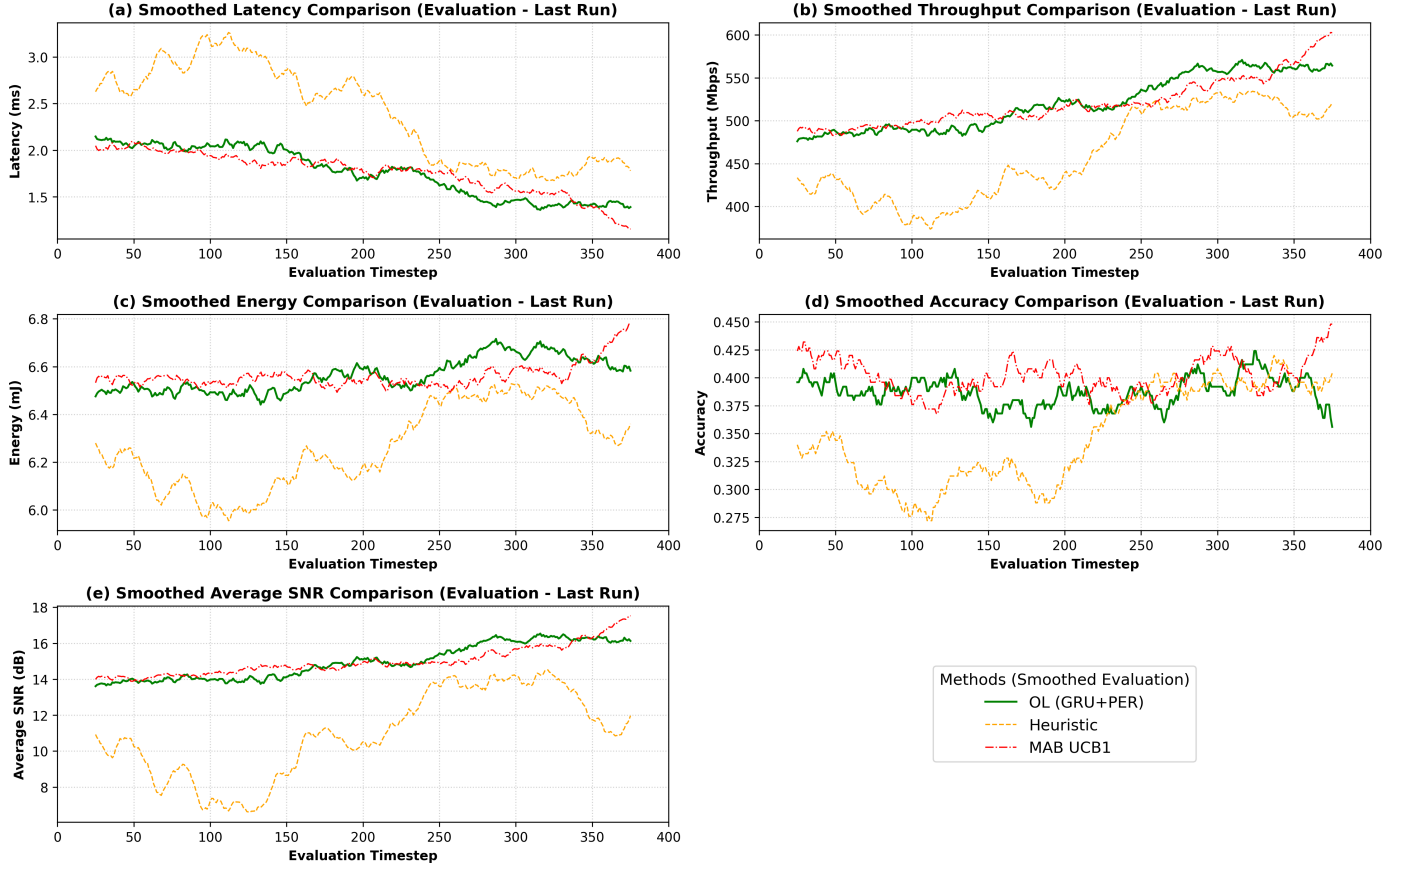 (a) Smoothed Latency Comparison (Evaluation - Last Run)
Latency (ms)
3.0
2.5
2.0
1.5
0 50 100 150 200 250 300 350 400
Evaluation Timestep
(b) Smoothed Throughput Comparison (Evaluation - Last Run)
Throughput (Mbps)
600
550
500
450
400
0 50 100 150 200 250 300 350 400
Evaluation Timestep
(c) Smoothed Energy Comparison (Evaluation - Last Run)
Energy (mJ)
6.8
6.6
6.4
6.2
6.0
0 50 100 150 200 250 300 350 400
Evaluation Timestep
(d) Smoothed Accuracy Comparison (Evaluation - Last Run)
Accuracy
0.450
0.425
0.400
0.375
0.350
0.325
0.300
0.275
0 50 100 150 200 250 300 350 400
Evaluation Timestep
(e) Smoothed Average SNR Comparison (Evaluation - Last Run)
Average SNR (dB)
18
16
14
12
10
8
0 50 100 150 200 250 300 350 400
Evaluation Timestep
Methods (Smoothed Evaluation)
OL (GRU+PER)
Heuristic
MAB UCB1